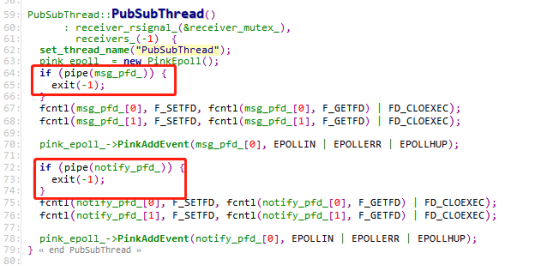 59: PubSubThread::PubSubThread()
60:     : receiver_rsignal_(&receiver_mutex_),
61:       receivers_(-1)  {
62:   set_thread_name("PubSubThread");
63:   pink_epoll_ = new PinkEpoll();
64:   if (pipe(msg_pfd_)) {
65:     exit(-1);
66:   }
67:   fcntl(msg_pfd_[0], F_SETFD, fcntl(msg_pfd_[0], F_GETFD) | FD_CLOEXEC);
68:   fcntl(msg_pfd_[1], F_SETFD, fcntl(msg_pfd_[1], F_GETFD) | FD_CLOEXEC);
69:
70:   pink_epoll_->PinkAddEvent(msg_pfd_[0], EPOLLIN | EPOLLERR | EPOLLHUP);
71:
72:   if (pipe(notify_pfd_)) {
73:     exit(-1);
74:   }
75:   fcntl(notify_pfd_[0], F_SETFD, fcntl(notify_pfd_[0], F_GETFD) | FD_CLOEXEC);
76:   fcntl(notify_pfd_[1], F_SETFD, fcntl(notify_pfd_[1], F_GETFD) | FD_CLOEXEC);
77:
78:   pink_epoll_->PinkAddEvent(notify_pfd_[0], EPOLLIN | EPOLLERR | EPOLLHUP);
79: } « end PubSubThread »
80: